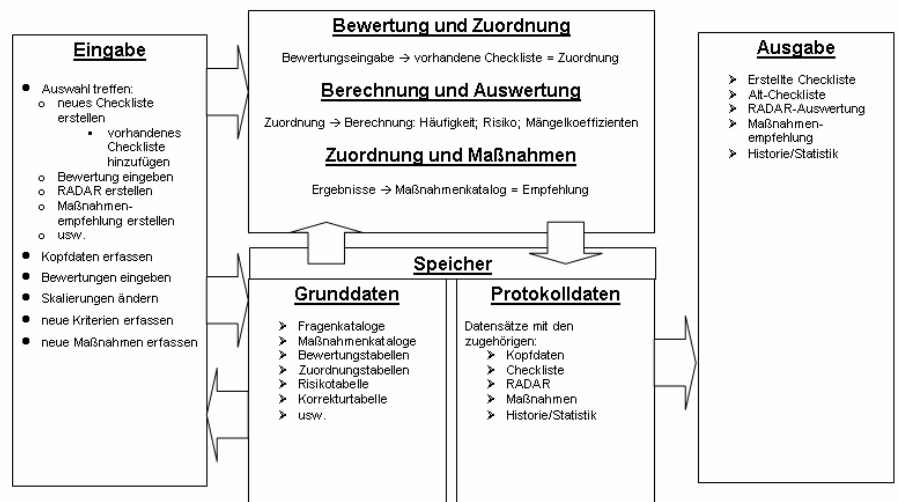 Eingabe
● Auswahl treffen:
o neues Checkliste
erstellen
▪ vorhandenes
Checkliste
hinzufügen
o Bewertung eingeben
o RADAR erstellen
o Maßnahmen-
empfehlung erstellen
o usw.
● Kopfdaten erfassen
● Bewertungen eingeben
● Skalierungen ändern
● neue Kriterien erfassen
● neue Maßnahmen erfassen
Bewertung und Zuordnung
Bewertungseingabe → vorhandene Checkliste = Zuordnung
Berechnung und Auswertung
Zuordnung → Berechnung: Häufigkeit; Risiko; Mängelkoeffizienten
Zuordnung und Maßnahmen
Ergebnisse → Maßnahmenkatalog = Empfehlung
Speicher
Grunddaten
➢ Fragenkataloge
➢ Maßnahmenkataloge
➢ Bewertungstabellen
➢ Zuordnungstabellen
➢ Risikotabelle
➢ Korrekturtabelle
➢ usw.
Protokolldaten
Datensätze mit den
zugehörigen:
➢ Kopfdaten
➢ Checkliste
➢ RADAR
➢ Maßnahmen
➢ Historie/Statistik
Ausgabe
➢ Erstellte Checkliste
➢ Alt-Checkliste
➢ RADAR-Auswertung
➢ Maßnahmen-
empfehlung
➢ Historie/Statistik